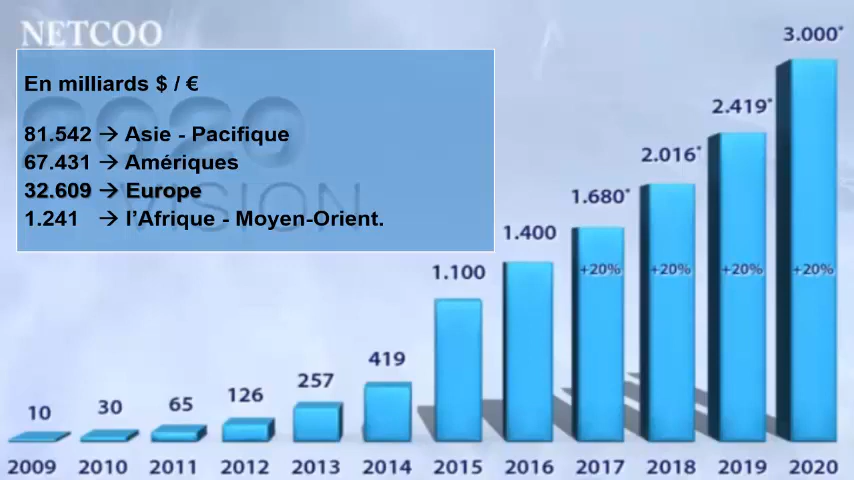 NETCOO
2020
VISION
En milliards $ / €
81.542 → Asie - Pacifique
67.431 → Amériques
32.609 → Europe
1.241 → l’Afrique - Moyen-Orient.
3.000*
2.419*
2.016*
1.680*
1.400
1.100
419
257
126
65
30
10
+20% +20% +20% +20%
2009 2010 2011 2012 2013 2014 2015 2016 2017 2018 2019 2020